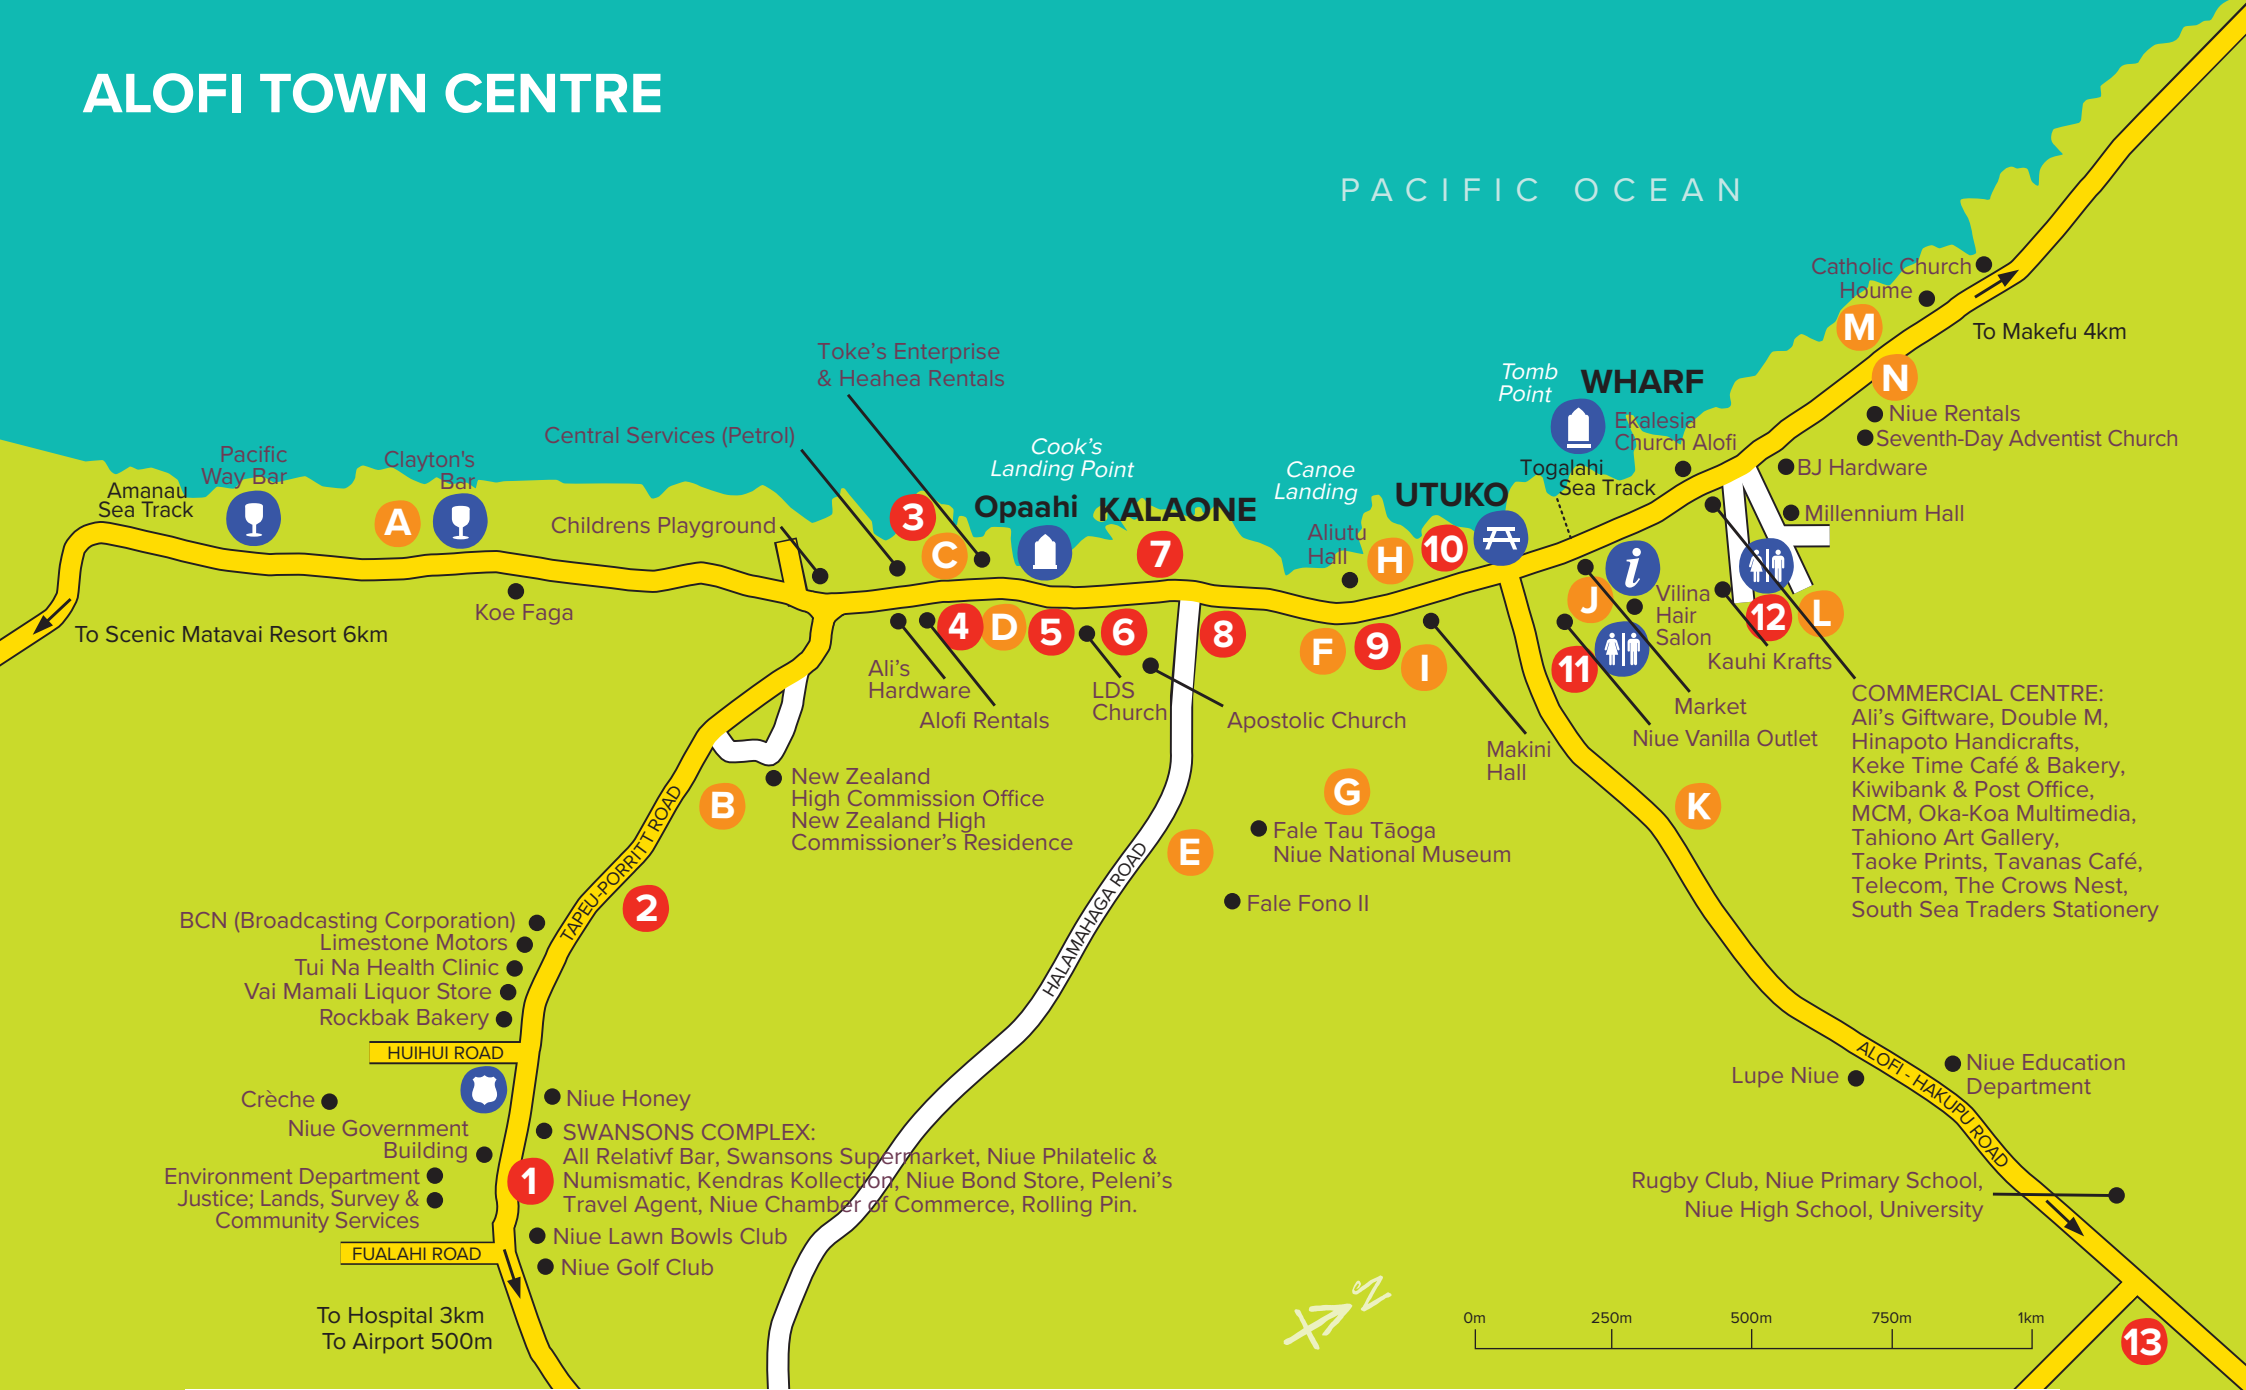 ALOFI TOWN CENTRE
PACIFIC OCEAN
Catholic Church
Houme
M
To Makefu 4km
N
Niue Rentals
Seventh-Day Adventist Church
BJ Hardware
Millennium Hall
Tomb
Point
WHARF
Ekalesia
Church Alofi
Togalahi
Sea Track
Toke's Enterprise
& Heahea Rentals
Central Services (Petrol)
Childrens Playground
Cook's
Landing Point
Opaahi
KALAONE
Canoe
Landing
UTUKO
Aliutu
Hall
H
10
3
C
7
Pacific
Way Bar
Clayton's
Bar
A
Amanau
Sea Track
To Scenic Matavai Resort 6km
Koe Faga
4
D
5
6
8
F
9
I
J
i
Vilina
Hair
Salon
12
L
11
Kauhi Krafts
Market
Niue Vanilla Outlet
Makini
Hall
Ali's
Hardware
Alofi Rentals
LDS
Church
Apostolic Church
COMMERCIAL CENTRE:
Ali's Giftware, Double M,
Hinapoto Handicrafts,
Keke Time Café & Bakery,
Kiwibank & Post Office,
MCM, Oka-Koa Multimedia,
Tahiono Art Gallery,
Taoke Prints, Tavanas Café,
Telecom, The Crows Nest,
South Sea Traders Stationery
B
New Zealand
High Commission Office
New Zealand High
Commissioner's Residence
G
Fale Tau Tāoga
Niue National Museum
E
Fale Fono II
K
TAPEU-PORRITT ROAD
2
HALAMAHAGA ROAD
BCN (Broadcasting Corporation)
Limestone Motors
Tui Na Health Clinic
Vai Mamali Liquor Store
Rockbak Bakery
HUIHUI ROAD
Crèche
Niue Government
Building
Environment Department
Justice; Lands, Survey &
Community Services
FUALAHI ROAD
Niue Honey
SWANSONS COMPLEX:
All Relativf Bar, Swansons Supermarket, Niue Philatelic &
Numismatic, Kendras Kollection, Niue Bond Store, Peleni's
Travel Agent, Niue Chamber of Commerce, Rolling Pin.
1
Niue Lawn Bowls Club
Niue Golf Club
To Hospital 3km
To Airport 500m
Lupe Niue
ALOFI - HAKUPU ROAD
Niue Education
Department
Rugby Club, Niue Primary School,
Niue High School, University
N
0m
250m
500m
750m
1km
13